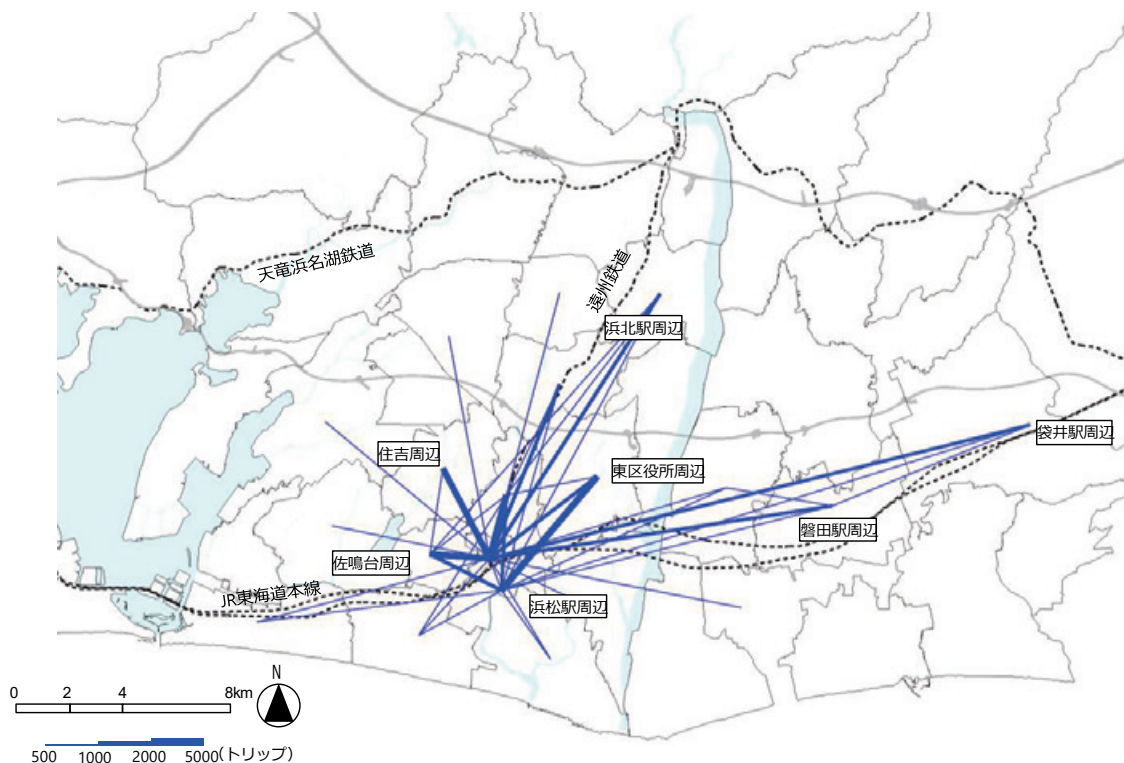 天竜浜名湖鉄道
遠州鉄道
浜北駅周辺
袋井駅周辺
住吉周辺
東区役所周辺
磐田駅周辺
佐鳴台周辺
JR東海道本線
浜松駅周辺
N
0 2 4 8km
500 1000 2000 5000(トリップ)